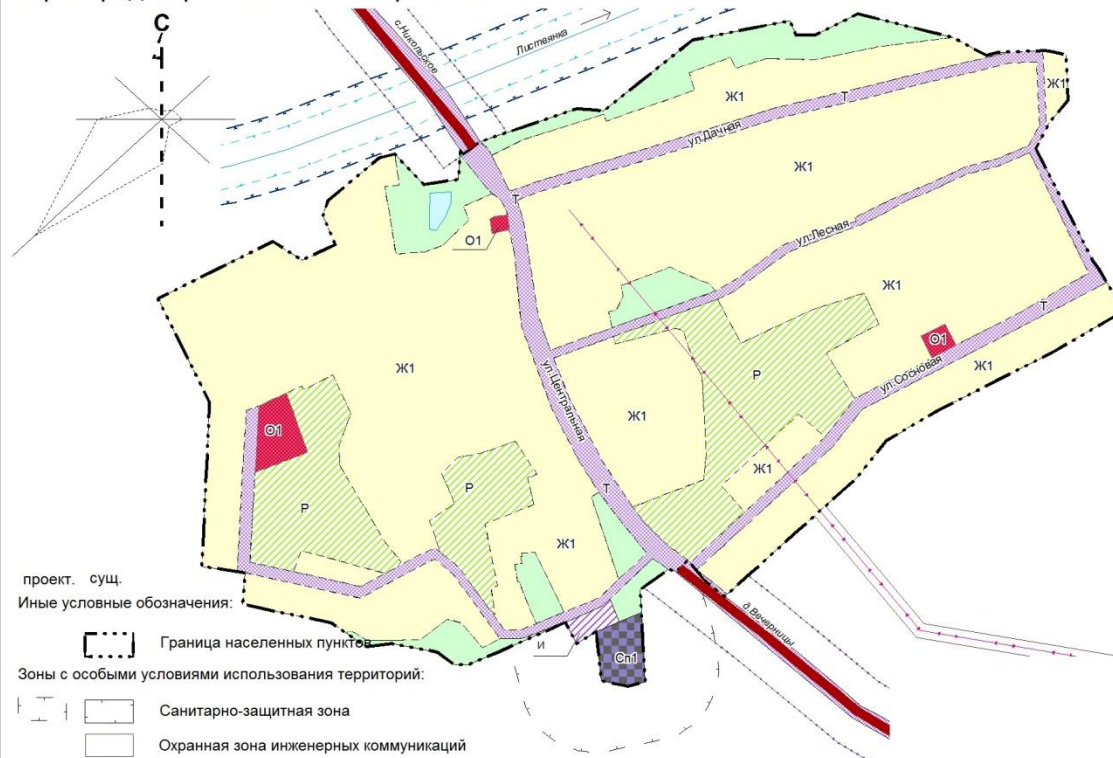 С
с.Никольское
Листвянка
Ж1
Ж1
Т
ул.Дачная
Ж1
Т
О1
ул.Лесная
Ж1
Т
О1
Ж1
ул.Сосновая
Ж1
ул.Центральная
Р
Ж1
О1
Ж1
Р
Р
Т
Ж1
И
Сп1
д.Вечерницы
проект. сущ.
Иные условные обозначения:
Граница населенных пунктов
Зоны с особыми условиями использования территорий:
Санитарно-защитная зона
Охранная зона инженерных коммуникаций